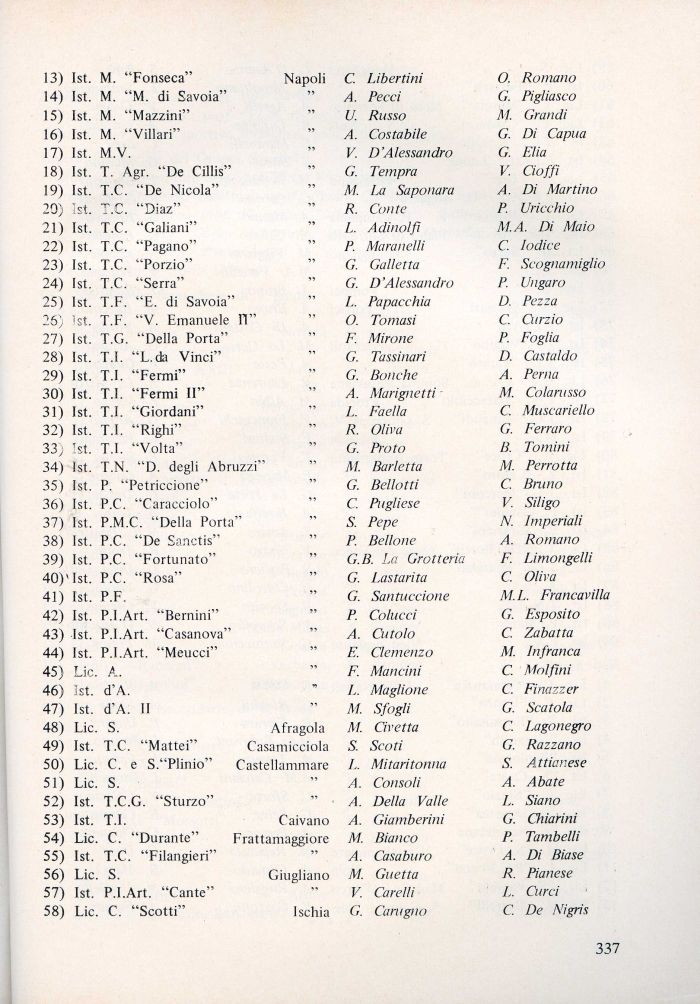 13) Ist. M. “Fonseca” Napoli C. Libertini O. Romano
14) Ist. M. “M. di Savoia” ” A. Pecci G. Pigliasco
15) Ist. M. “Mazzini” ” U. Russo M. Grandi
16) Ist. M. “Villari” ” A. Costabile G. Di Capua
17) Ist. M.V. ” V. D’Alessandro G. Elia
18) Ist. T. Agr. “De Cillis” ” G. Tempra V. Cioffi
19) Ist. T.C. “De Nicola” ” M. La Saponara A. Di Martino
20) Ist. T.C. “Diaz” ” R. Conte P. Uricchio
21) Ist. T.C. “Galiani” ” L. Adinolfi M.A. Di Maio
22) Ist. T.C. “Pagano” ” P. Maranelli C. Iodice
23) Ist. T.C. “Porzio” ” G. Galletta F. Scognamiglio
24) Ist. T.C. “Serra” ” G. D’Alessandro P. Ungaro
25) Ist. T.F. “E. di Savoia” ” L. Papacchia D. Pezza
26) Ist. T.F. “V. Emanuele II” ” O. Tomasi C. Curzio
27) Ist. T.G. “Della Porta” ” F. Mirone P. Foglia
28) Ist. T.I. “L.da Vinci” ” G. Tassinari D. Castaldo
29) Ist. T.I. “Fermi” ” G. Bonche A. Perna
30) Ist. T.I. “Fermi II” ” A. Marignetti M. Colarusso
31) Ist. T.I. “Giordani” ” L. Faella C. Muscariello
32) Ist. T.I. “Righi” ” R. Oliva G. Ferraro
33) Ist. T.I. “Volta” ” G. Proto B. Tomini
34) Ist. T.N. “D. degli Abruzzi” ” M. Barletta M. Perrotta
35) Ist. P. “Petriccione” ” G. Bellotti C. Bruno
36) Ist. P.C. “Caracciolo” ” C. Pugliese V. Siligo
37) Ist. P.M.C. “Della Porta” ” S. Pepe N. Imperiali
38) Ist. P.C. “De Sanctis” ” P. Bellone A. Romano
39) Ist. P.C. “Fortunato” ” G.B. La Grotteria F. Limongelli
40) Ist. P.C. “Rosa” ” G. Lastarita C. Oliva
41) Ist. P.F. ” G. Santuccione M.L. Francavilla
42) Ist. P.I.Art. “Bernini” ” P. Colucci G. Esposito
43) Ist. P.I.Art. “Casanova” ” A. Cutolo C. Zabatta
44) Ist. P.I.Art. “Meucci” ” E. Clemenzo M. Infranca
45) Lic. A. ” F. Mancini C. Molfini
46) Ist. d’A. ” L. Maglione C. Finazzer
47) Ist. d’A. II ” M. Sfogli G. Scatola
48) Lic. S. Afragola M. Civetta C. Lagonegro
49) Ist. T.C. “Mattei” Casamicciola S. Scoti G. Razzano
50) Lic. C. e S.“Plinio” Castellammare L. Mitaritonna S. Attianese
51) Lic. S. ” A. Consoli A. Abate
52) Ist. T.C.G. “Sturzo” ” A. Della Valle L. Siano
53) Ist. T.I. Caivano A. Giamberini G. Chiarini
54) Lic. C. “Durante” Frattamaggiore M. Bianco P. Tambelli
55) Ist. T.C. “Filangieri” ” A. Casaburo A. Di Biase
56) Lic. S. Giugliano M. Guetta R. Pianese
57) Ist. P.I.Art. “Cante” ” V. Carelli L. Curci
58) Lic. C. “Scotti” Ischia G. Carugno C. De Nigris
337